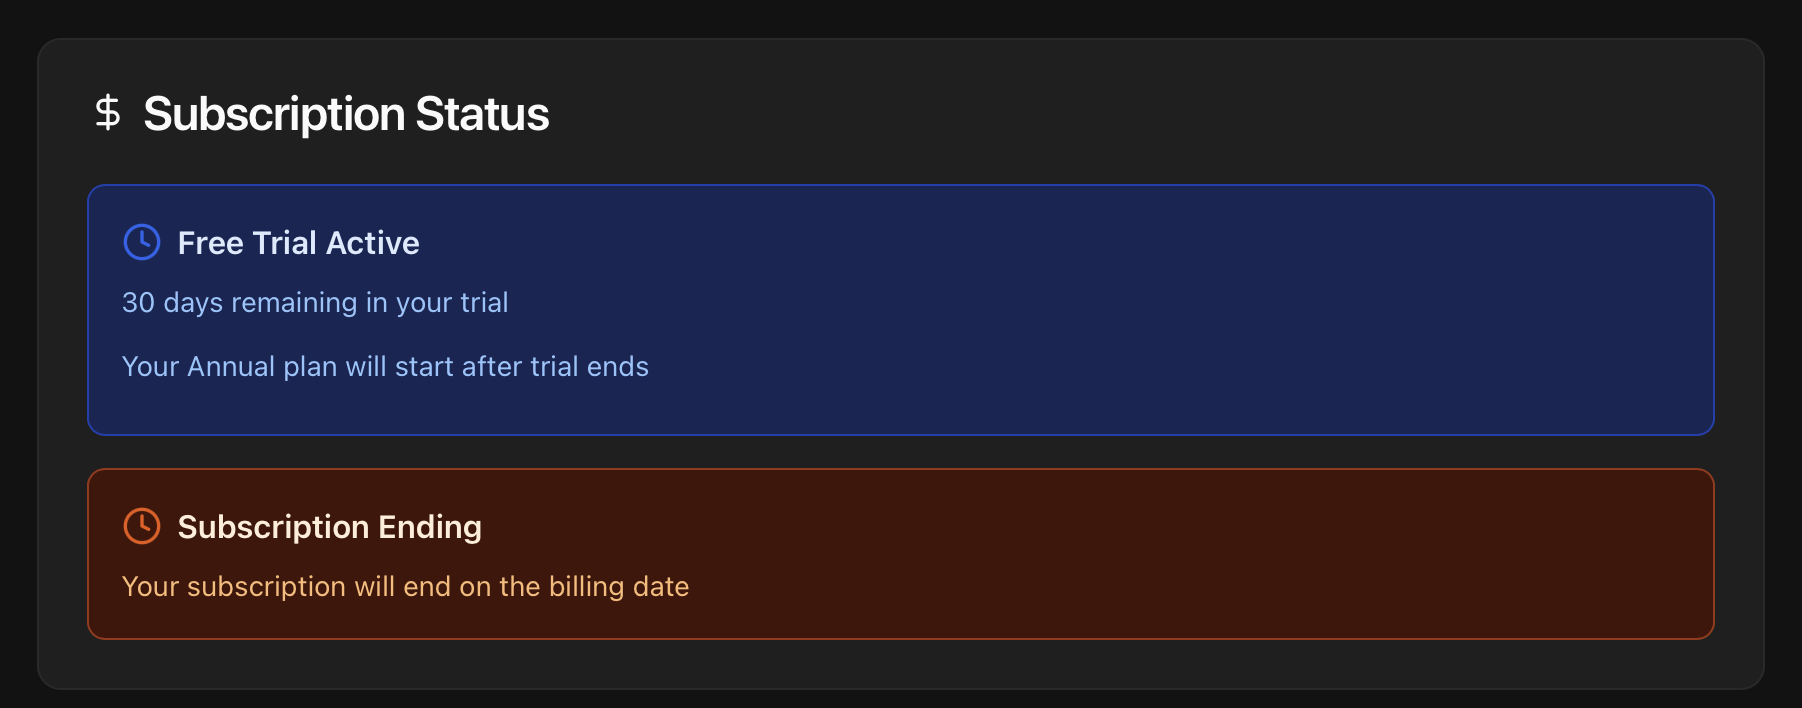 $ Subscription Status
Free Trial Active
30 days remaining in your trial
Your Annual plan will start after trial ends
Subscription Ending
Your subscription will end on the billing date